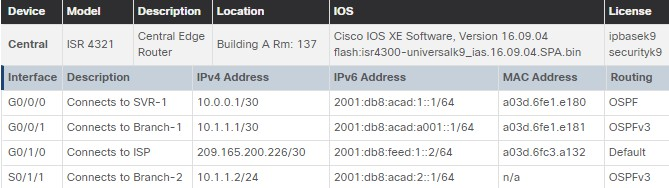 Device Model Description Location IOS License
Central ISR 4321 Central Edge Router Building A Rm: 137 Cisco IOS XE Software, Version 16.09.04 flash:isr4300-universalk9_ias.16.09.04.SPA.bin ipbasek9 securityk9
Interface Description IPv4 Address IPv6 Address MAC Address Routing
G0/0/0 Connects to SVR-1 10.0.0.1/30 2001:db8:acad:1::1/64 a03d.6fe1.e180 OSPF
G0/0/1 Connects to Branch-1 10.1.1.1/30 2001:db8:acad:a001::1/64 a03d.6fe1.e181 OSPFv3
G0/1/0 Connects to ISP 209.165.200.226/30 2001:db8:feed:1::2/64 a03d.6fc3.a132 Default
S0/1/1 Connects to Branch-2 10.1.1.2/24 2001:db8:acad:2::1/64 n/a OSPFv3